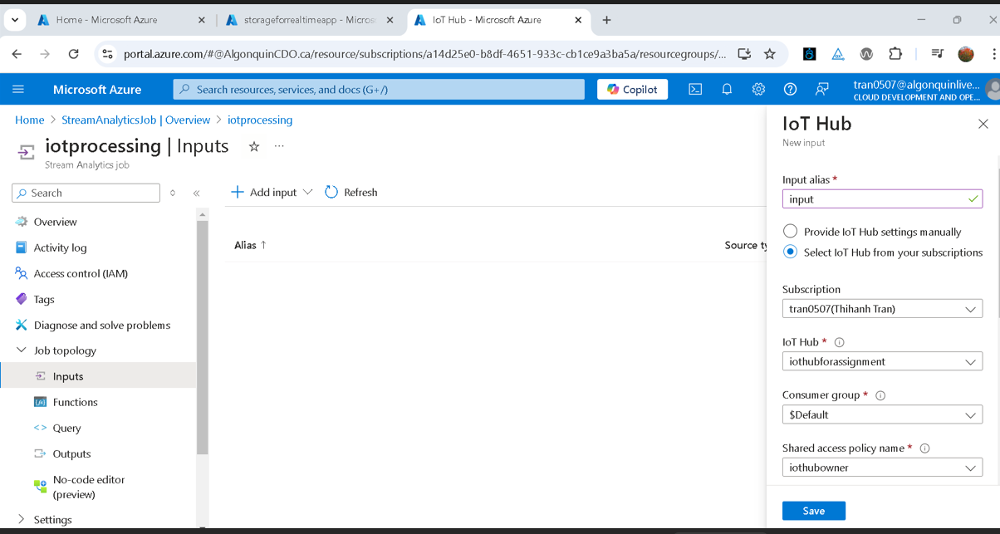 Home - Microsoft Azure
storageforrealtimeapp - Micros
IoT Hub - Microsoft Azure
portal.azure.com/#@AlgonquinCDO.ca/resource/subscriptions/a14d25e0-b8df-4651-933c-cb1ce9a3ba5a/resourcegroups/...
Microsoft Azure
Search resources, services, and docs (G+/)
Copilot
tran0507@algonquinlive...
CLOUD DEVELOPMENT AND OPE...
Home > StreamAnalyticsJob | Overview > iotprocessing
iotprocessing | Inputs
...
Stream Analytics job
Search
Overview
Activity log
Access control (IAM)
Tags
Diagnose and solve problems
Job topology
Inputs
Functions
Query
Outputs
No-code editor
(preview)
Settings
Add input
Refresh
Alias ↑
Source ty
IoT Hub
New input
Input alias *
input
Provide IoT Hub settings manually
Select IoT Hub from your subscriptions
Subscription
tran0507(Thihanh Tran)
IoT Hub *
iothubforassignment
Consumer group *
$Default
Shared access policy name *
iothubowner
Save